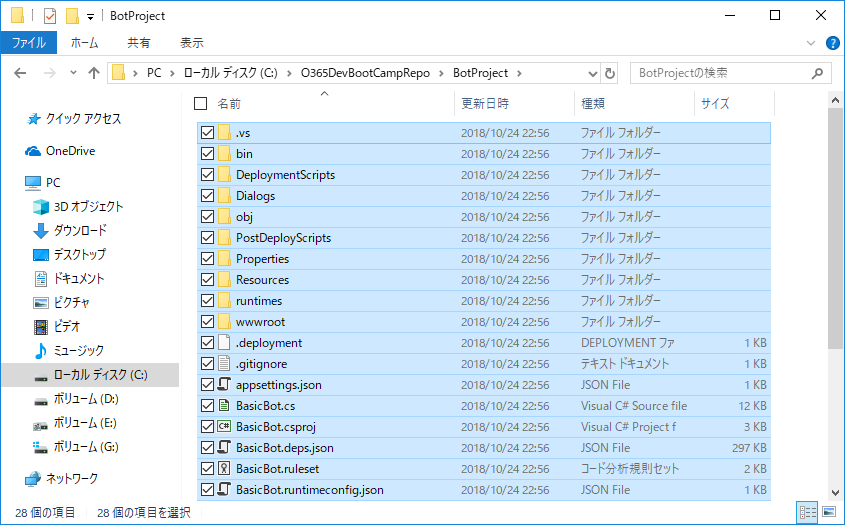 BotProject
ファイル ホーム 共有 表示
PC ローカル ディスク (C:) O365DevBootCampRepo BotProject BotProjectの検索
名前 更新日時 種類 サイズ
クイック アクセス
OneDrive
PC
3D オブジェクト
ダウンロード
デスクトップ
ドキュメント
ピクチャ
ビデオ
ミュージック
ローカル ディスク (C:)
ボリューム (D:)
ボリューム (E:)
ボリューム (G:)
ネットワーク
.vs 2018/10/24 22:56 ファイル フォルダー
bin 2018/10/24 22:56 ファイル フォルダー
DeploymentScripts 2018/10/24 22:56 ファイル フォルダー
Dialogs 2018/10/24 22:56 ファイル フォルダー
obj 2018/10/24 22:56 ファイル フォルダー
PostDeployScripts 2018/10/24 22:56 ファイル フォルダー
Properties 2018/10/24 22:56 ファイル フォルダー
Resources 2018/10/24 22:56 ファイル フォルダー
runtimes 2018/10/24 22:56 ファイル フォルダー
wwwroot 2018/10/24 22:56 ファイル フォルダー
.deployment 2018/10/24 22:56 DEPLOYMENT ファ 1 KB
.gitignore 2018/10/24 22:56 テキスト ドキュメント 1 KB
appsettings.json 2018/10/24 22:56 JSON File 1 KB
BasicBot.cs 2018/10/24 22:56 Visual C# Source file 12 KB
BasicBot.csproj 2018/10/24 22:56 Visual C# Project f 3 KB
BasicBot.deps.json 2018/10/24 22:56 JSON File 297 KB
BasicBot.ruleset 2018/10/24 22:56 コード分析規則セット 2 KB
BasicBot.runtimeconfig.json 2018/10/24 22:56 JSON File 1 KB
28 個の項目 28 個の項目を選択